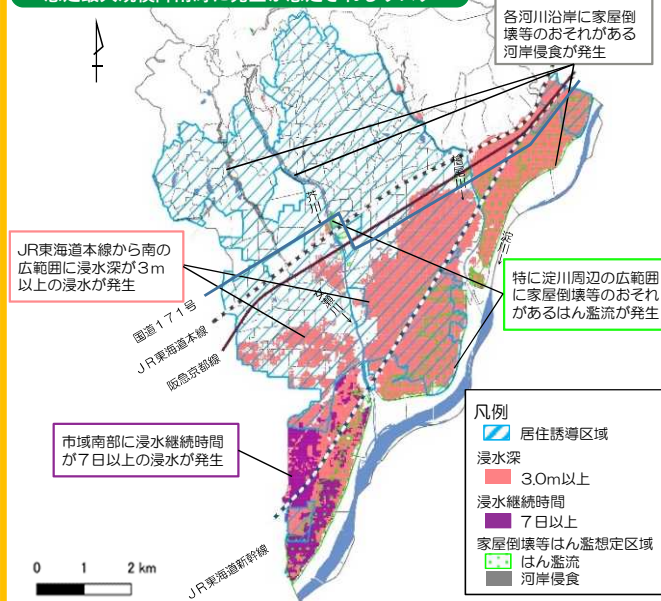 各河川沿岸に家屋倒
壊等のおそれがある
河岸侵食が発生
芥川
淀川
JR東海道本線から南の
広範囲に浸水深が3m
以上の浸水が発生
特に淀川周辺の広範囲
に家屋倒壊等のおそれ
があるはん濫流が発生
国道171号
JR東海道本線
阪急京都線
市域南部に浸水継続時間
が7日以上の浸水が発生
JR東海道新幹線
凡例
居住誘導区域
浸水深
3.0m以上
浸水継続時間
7日以上
家屋倒壊等はん濫想定区域
はん濫流
河岸侵食
0 1 2 km